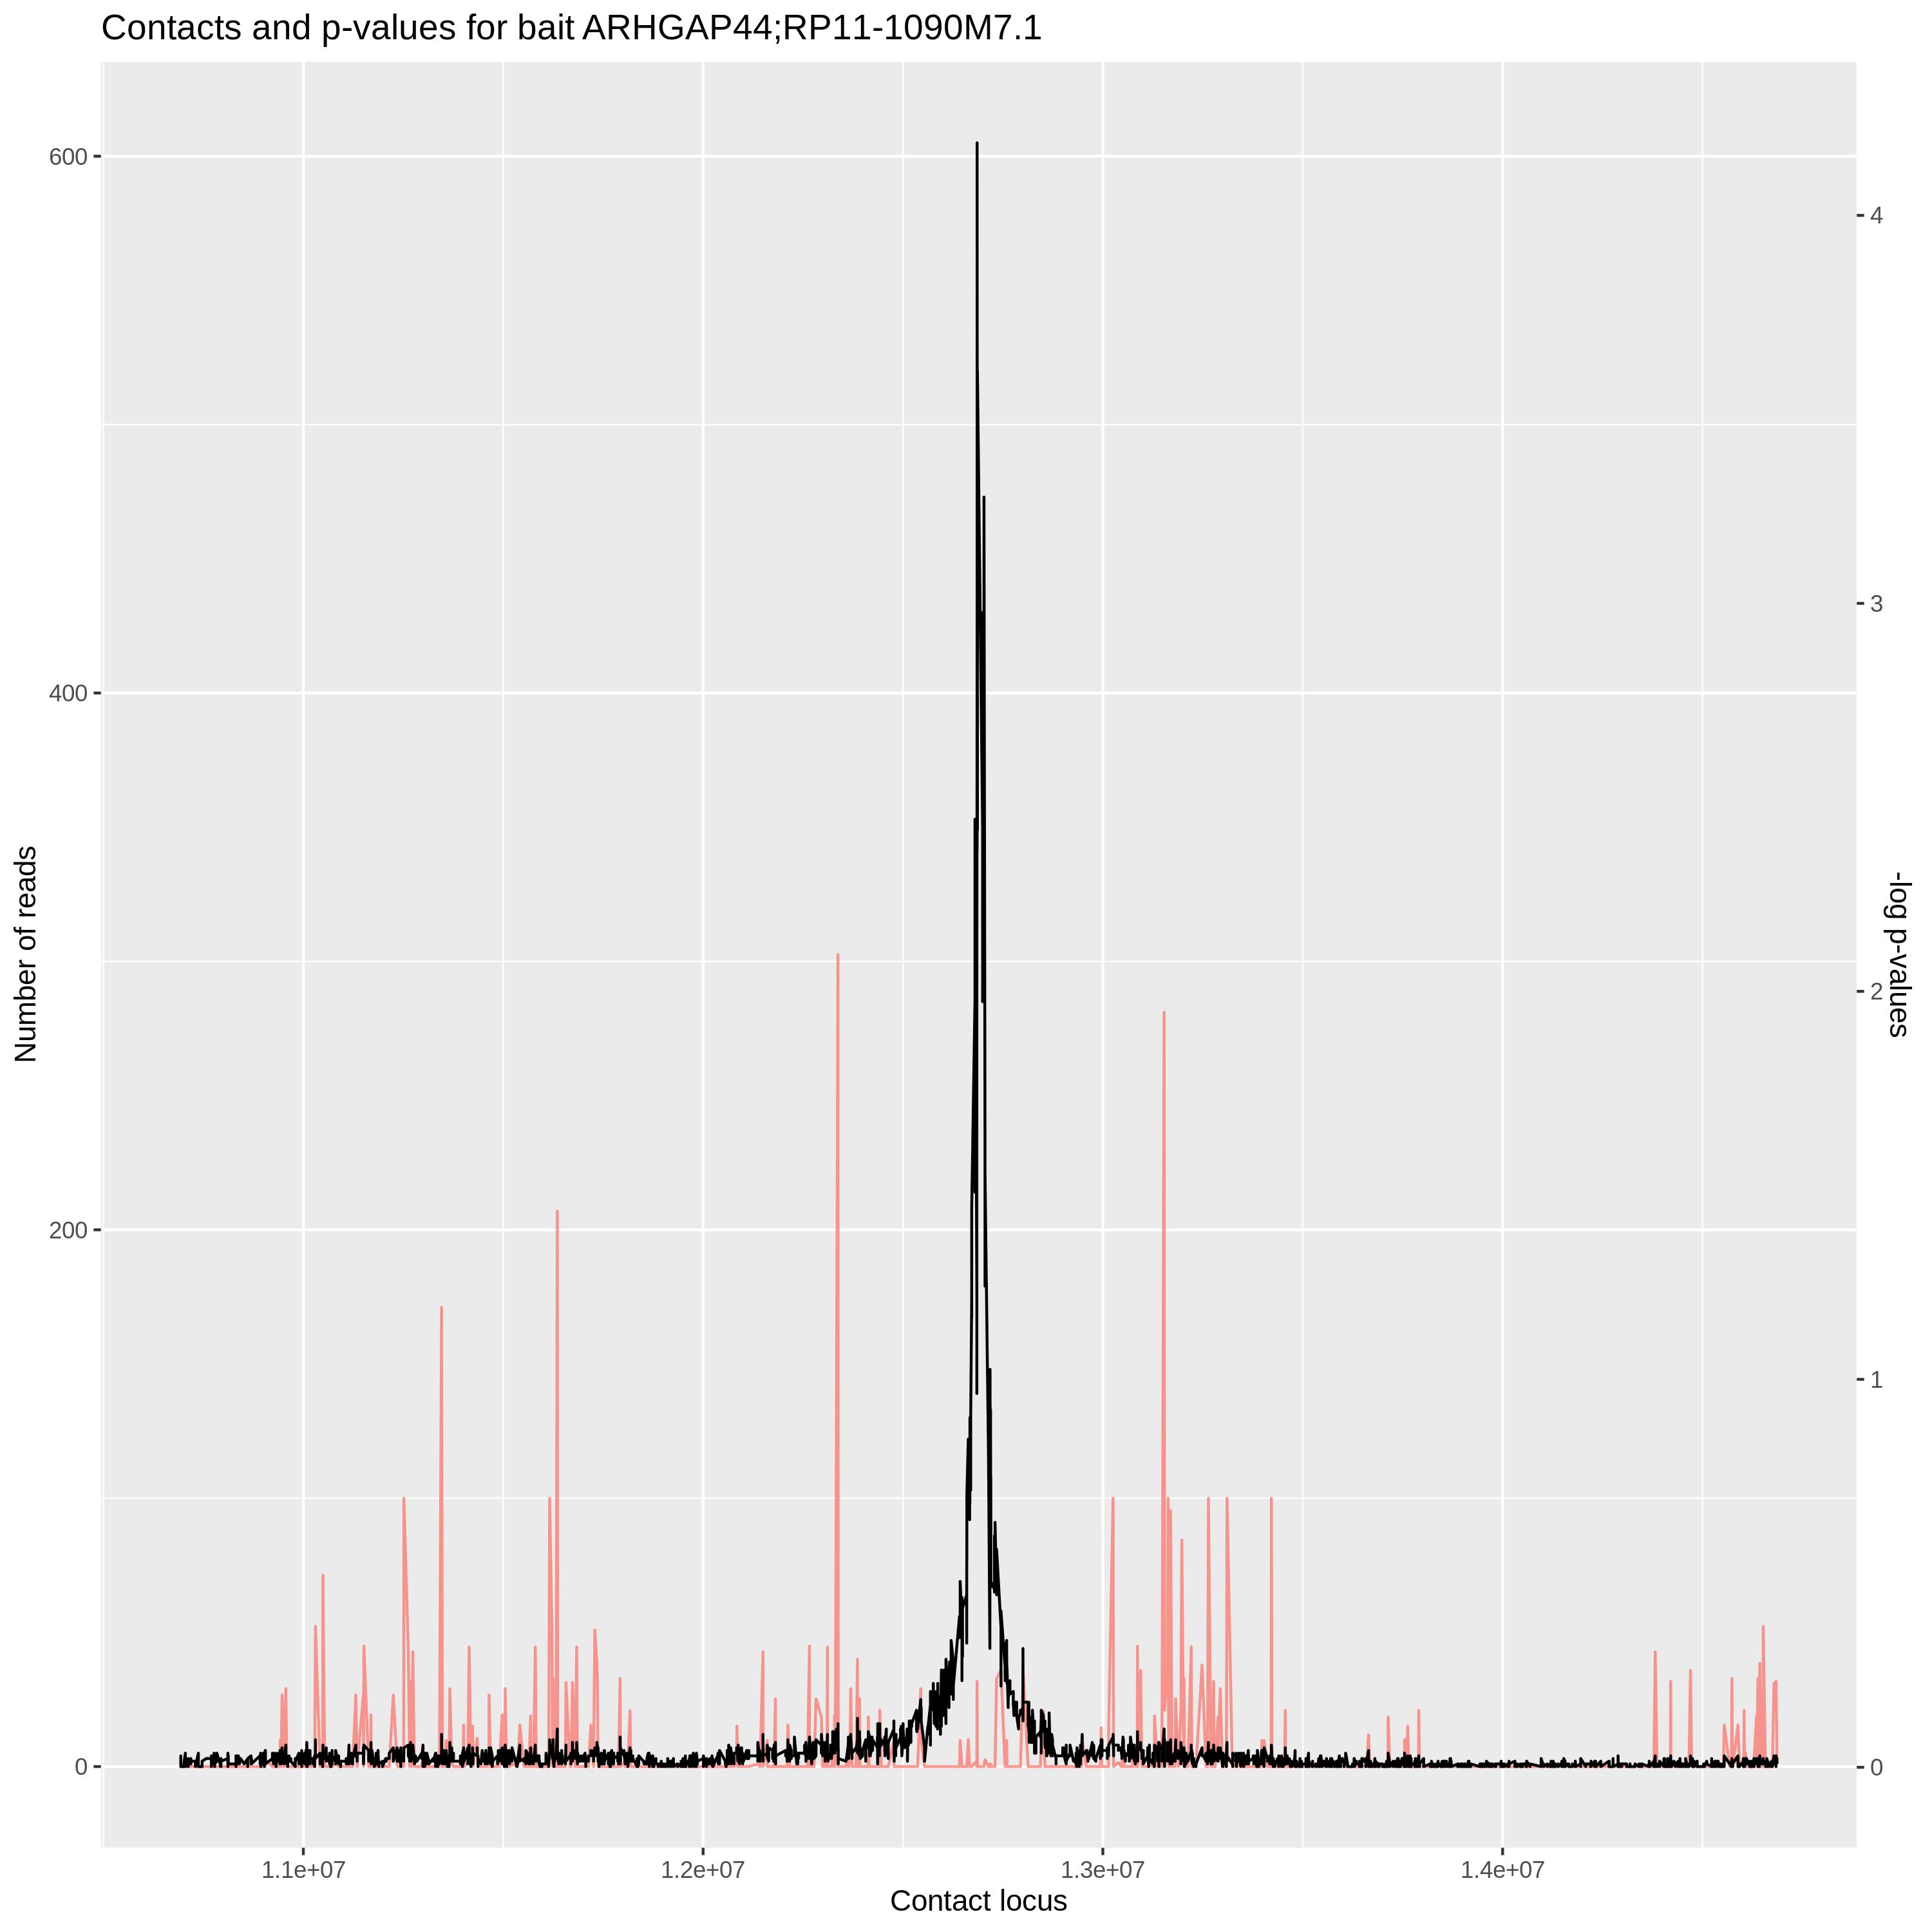 Contacts and p-values for bait ARHGAP44;RP11-1090M7.1
600
400
200
0
Number of reads
4
3
2
1
0
-log p-values
1.1e+07
1.2e+07
1.3e+07
1.4e+07
Contact locus